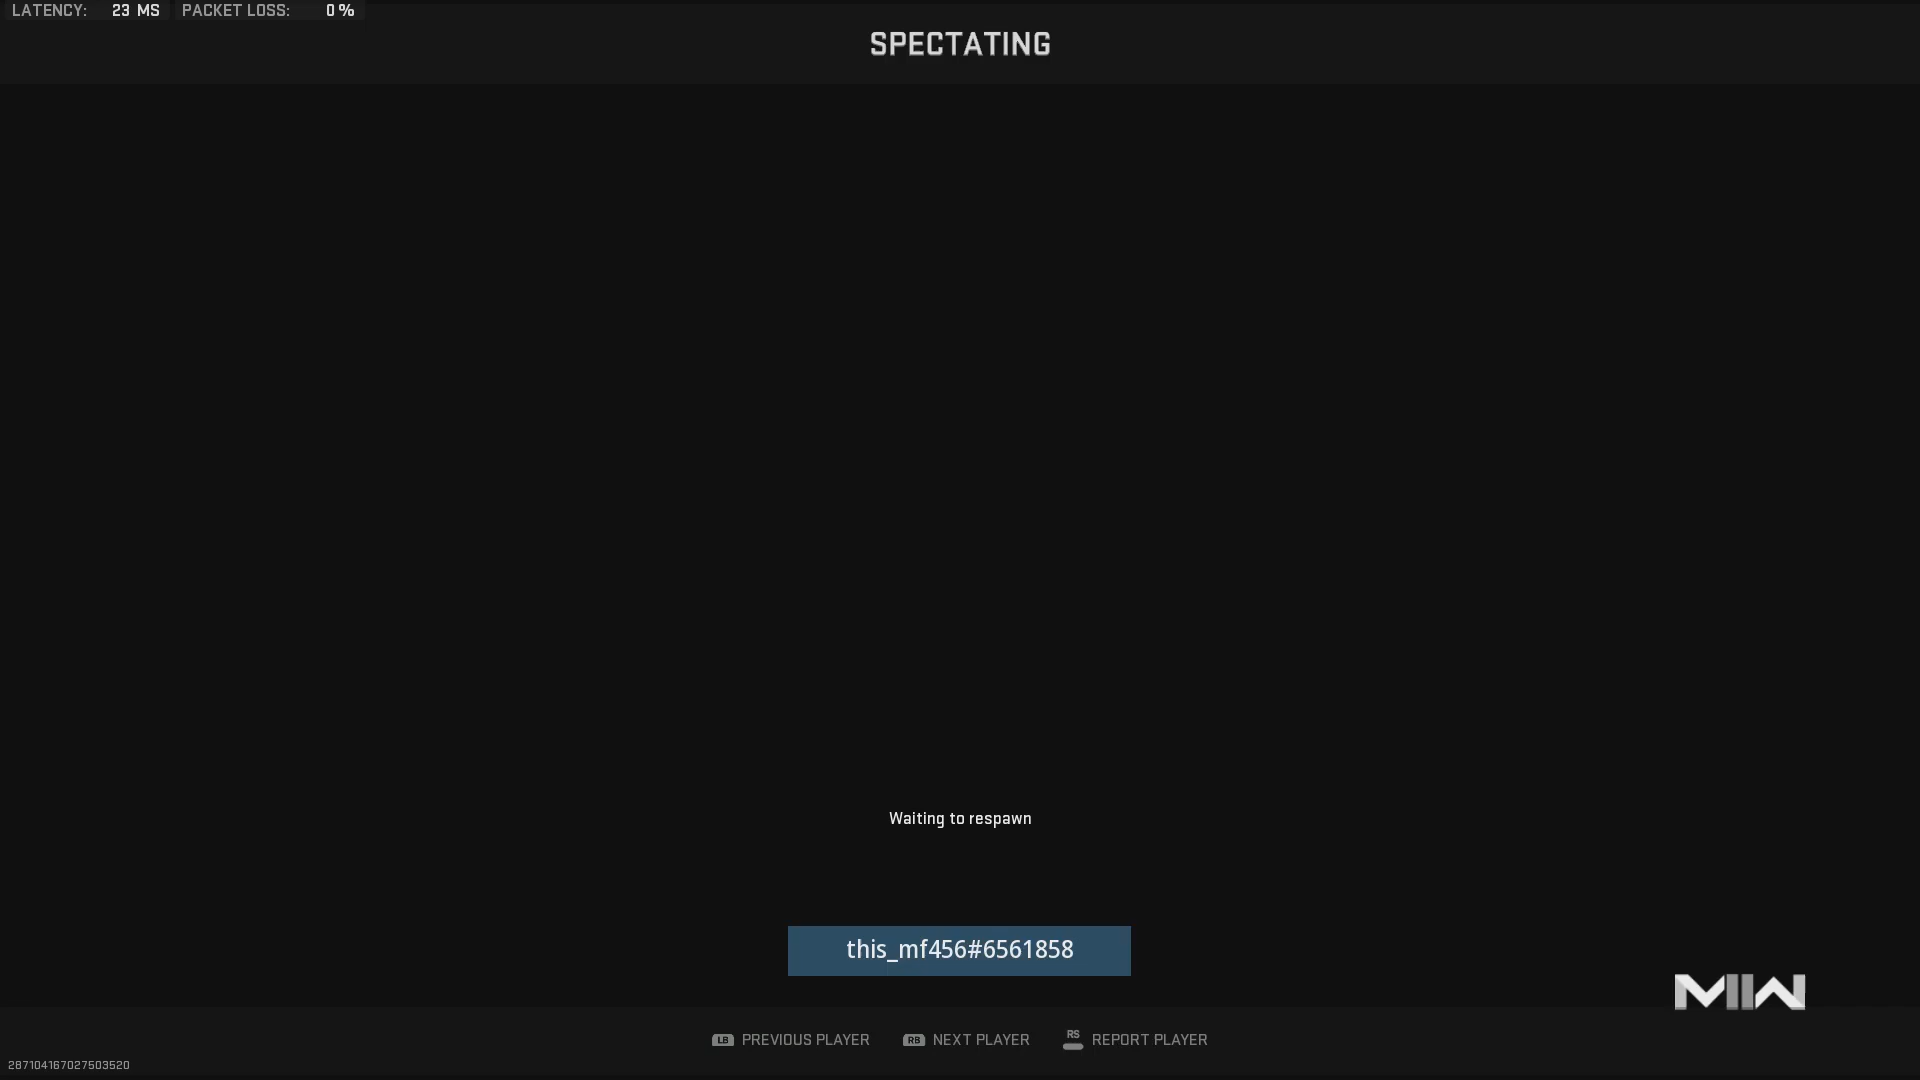 LATENCY: 23 MS PACKET LOSS: 0 %
SPECTATING
Waiting to respawn
this_mf456#6561858
MIIW
LB PREVIOUS PLAYER RB NEXT PLAYER RS REPORT PLAYER
287104167027503520